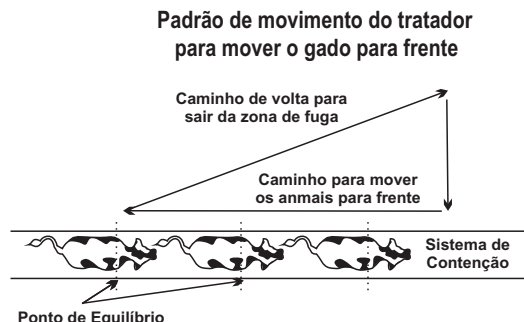 Padrão de movimento do tratador
para mover o gado para frente
Caminho de volta para
sair da zona de fuga
Caminho para mover
os anmais para frente
Sistema de
Contenção
Ponto de Equilíbrio